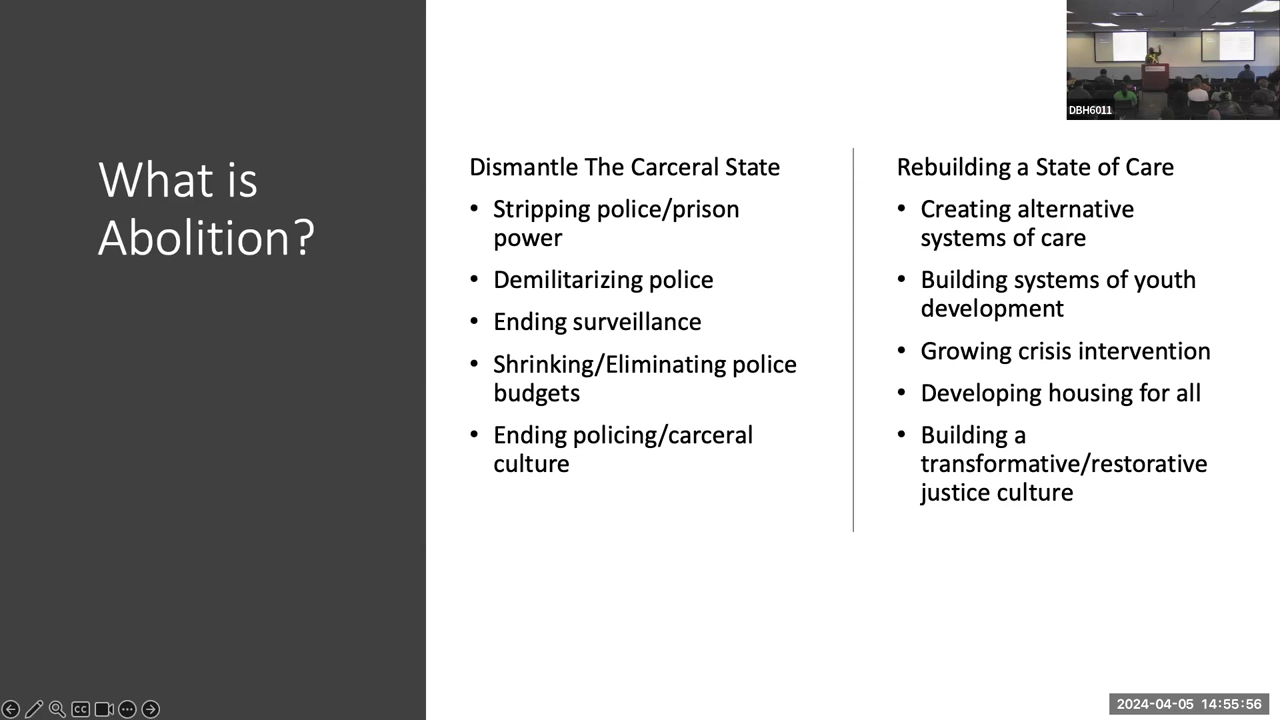 What is
Abolition?
Dismantle The Carceral State
• Stripping police/prison
power
• Demilitarizing police
• Ending surveillance
• Shrinking/Eliminating police
budgets
• Ending policing/carceral
culture
Rebuilding a State of Care
• Creating alternative
systems of care
• Building systems of youth
development
• Growing crisis intervention
• Developing housing for all
• Building a
transformative/restorative
justice culture
DBH6011
CC
2024-04-05 14:55:56